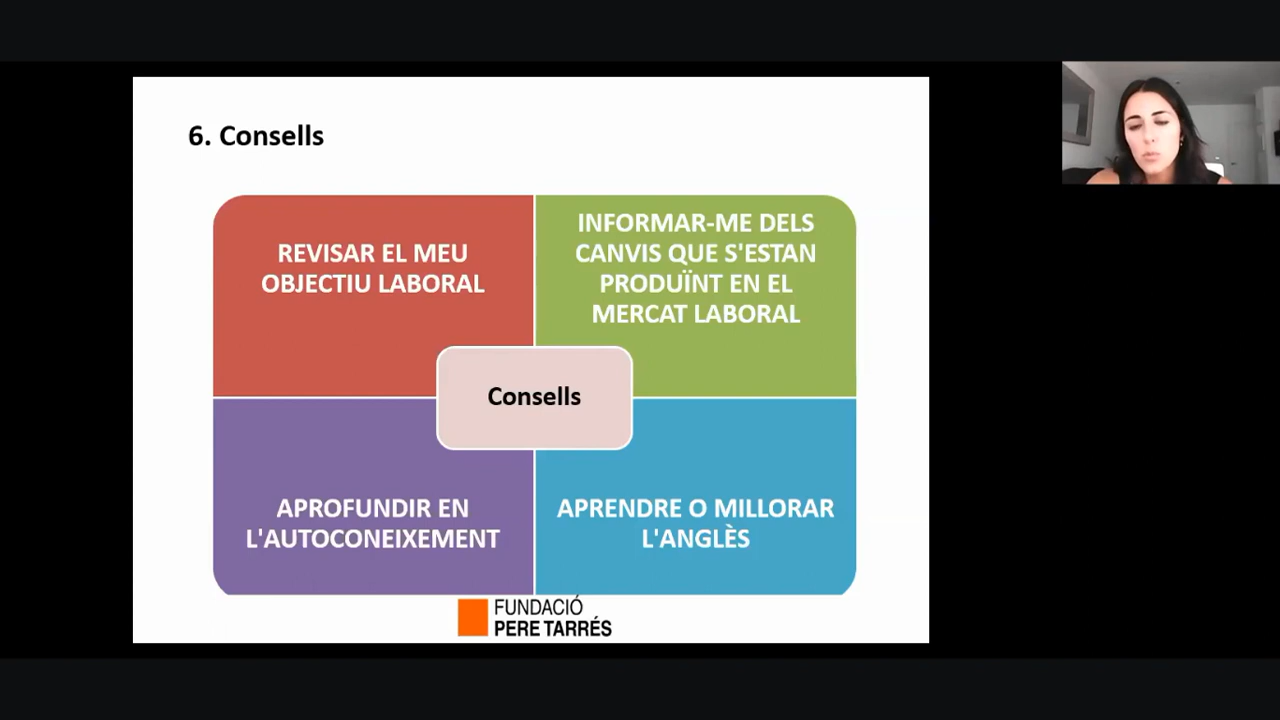 6. Consells
REVISAR EL MEU
OBJECTIU LABORAL
INFORMAR-ME DELS
CANVIS QUE S'ESTAN
PRODUÏNT EN EL
MERCAT LABORAL
Consells
APROFUNDIR EN
L'AUTOCONEIXEMENT
APRENDRE O MILLORAR
L'ANGLÈS
FUNDACIÓ
PERE TARRÉS